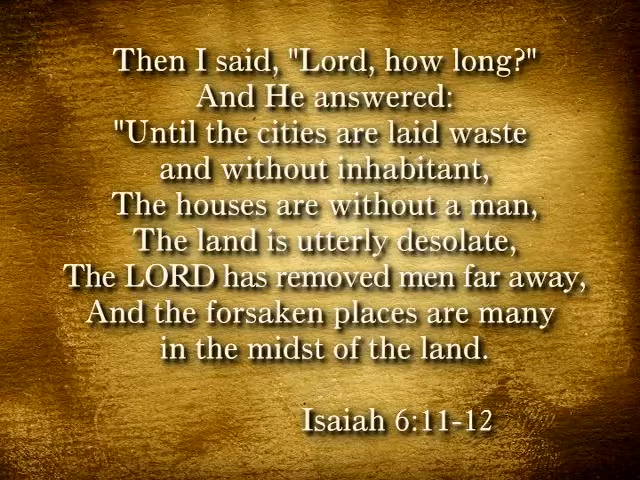 Then I said, "Lord, how long?"
And He answered:
"Until the cities are laid waste
and without inhabitant,
The houses are without a man,
The land is utterly desolate,
The LORD has removed men far away,
And the forsaken places are many
in the midst of the land.
Isaiah 6:11-12